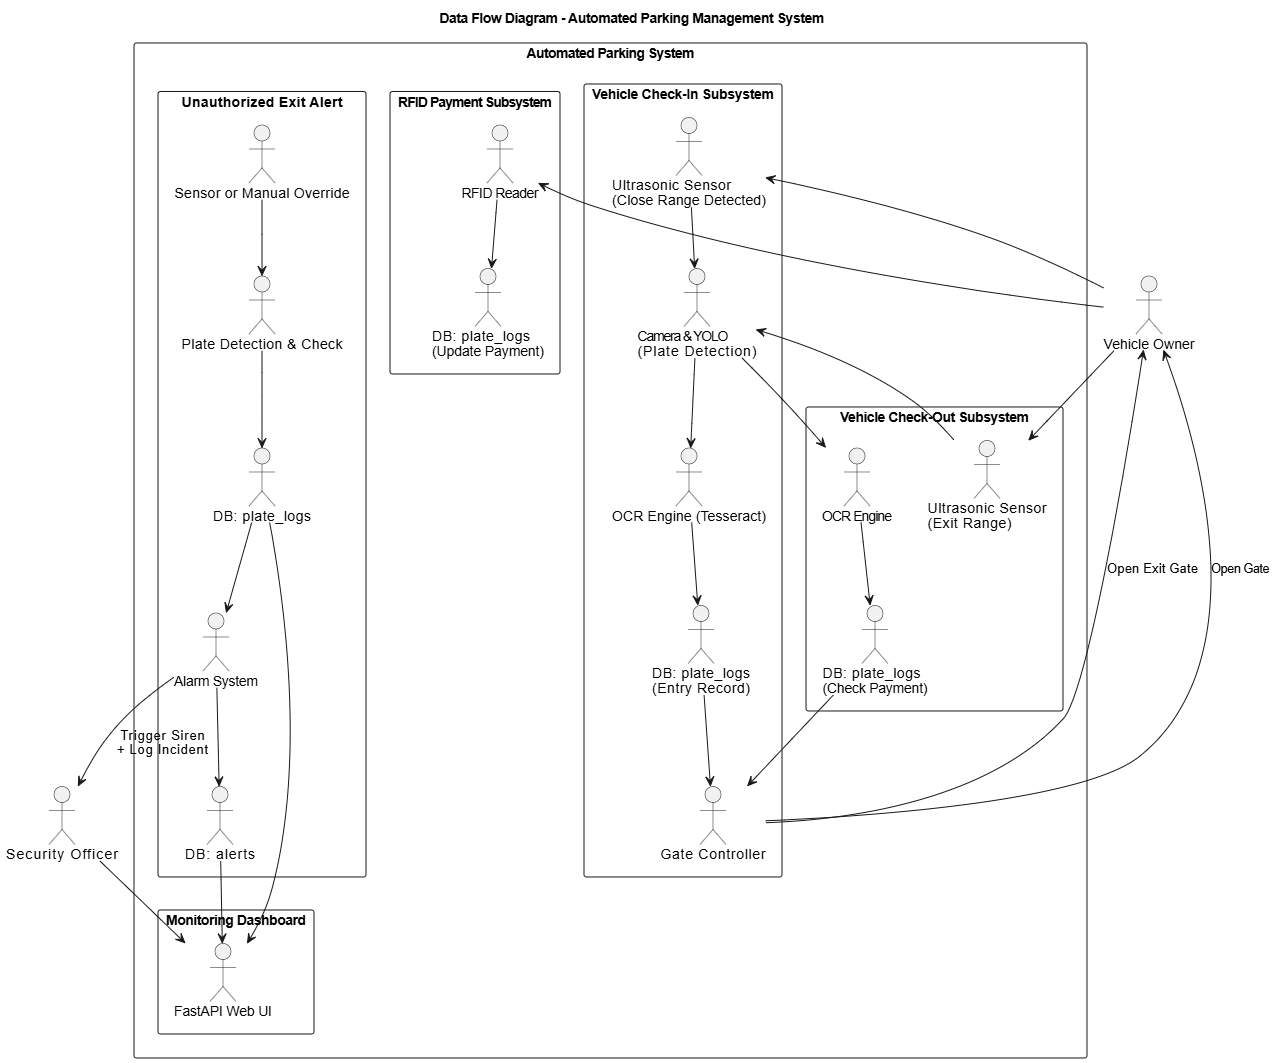 Data Flow Diagram - Automated Parking Management System
Automated Parking System
Unauthorized Exit Alert
Sensor or Manual Override
Plate Detection & Check
DB: plate_logs
Alarm System
Trigger Siren
+ Log Incident
DB: alerts
Security Officer
Monitoring Dashboard
FastAPI Web UI
RFID Payment Subsystem
RFID Reader
DB: plate_logs
(Update Payment)
Vehicle Check-In Subsystem
Ultrasonic Sensor
(Close Range Detected)
Camera & YOLO
(Plate Detection)
OCR Engine (Tesseract)
DB: plate_logs
(Entry Record)
Gate Controller
Vehicle Check-Out Subsystem
OCR Engine
Ultrasonic Sensor
(Exit Range)
DB: plate_logs
(Check Payment)
Vehicle Owner
Open Exit Gate
Open Gate